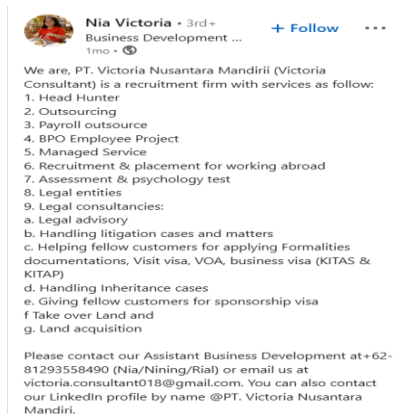 Nia Victoria • 3rd+
Business Development ...
1mo •
+ Follow
We are, PT. Victoria Nusantara Mandirii (Victoria
Consultant) is a recruitment firm with services as follow:
1. Head Hunter
2. Outsourcing
3. Payroll outsource
4. BPO Employee Project
5. Managed Service
6. Recruitment & placement for working abroad
7. Assessment & psychology test
8. Legal entities
9. Legal consultancies:
a. Legal advisory
b. Handling litigation cases and matters
c. Helping fellow customers for applying Formalities
documentations, Visit visa, VOA, business visa (KITAS &
KITAP)
d. Handling Inheritance cases
e. Giving fellow customers for sponsorship visa
f Take over Land and
g. Land acquisition
Please contact our Assistant Business Development at+62-
81293558490 (Nia/Nining/Rial) or email us at
victoria.consultant018@gmail.com. You can also contact
our LinkedIn profile by name @PT. Victoria Nusantara
Mandiri.